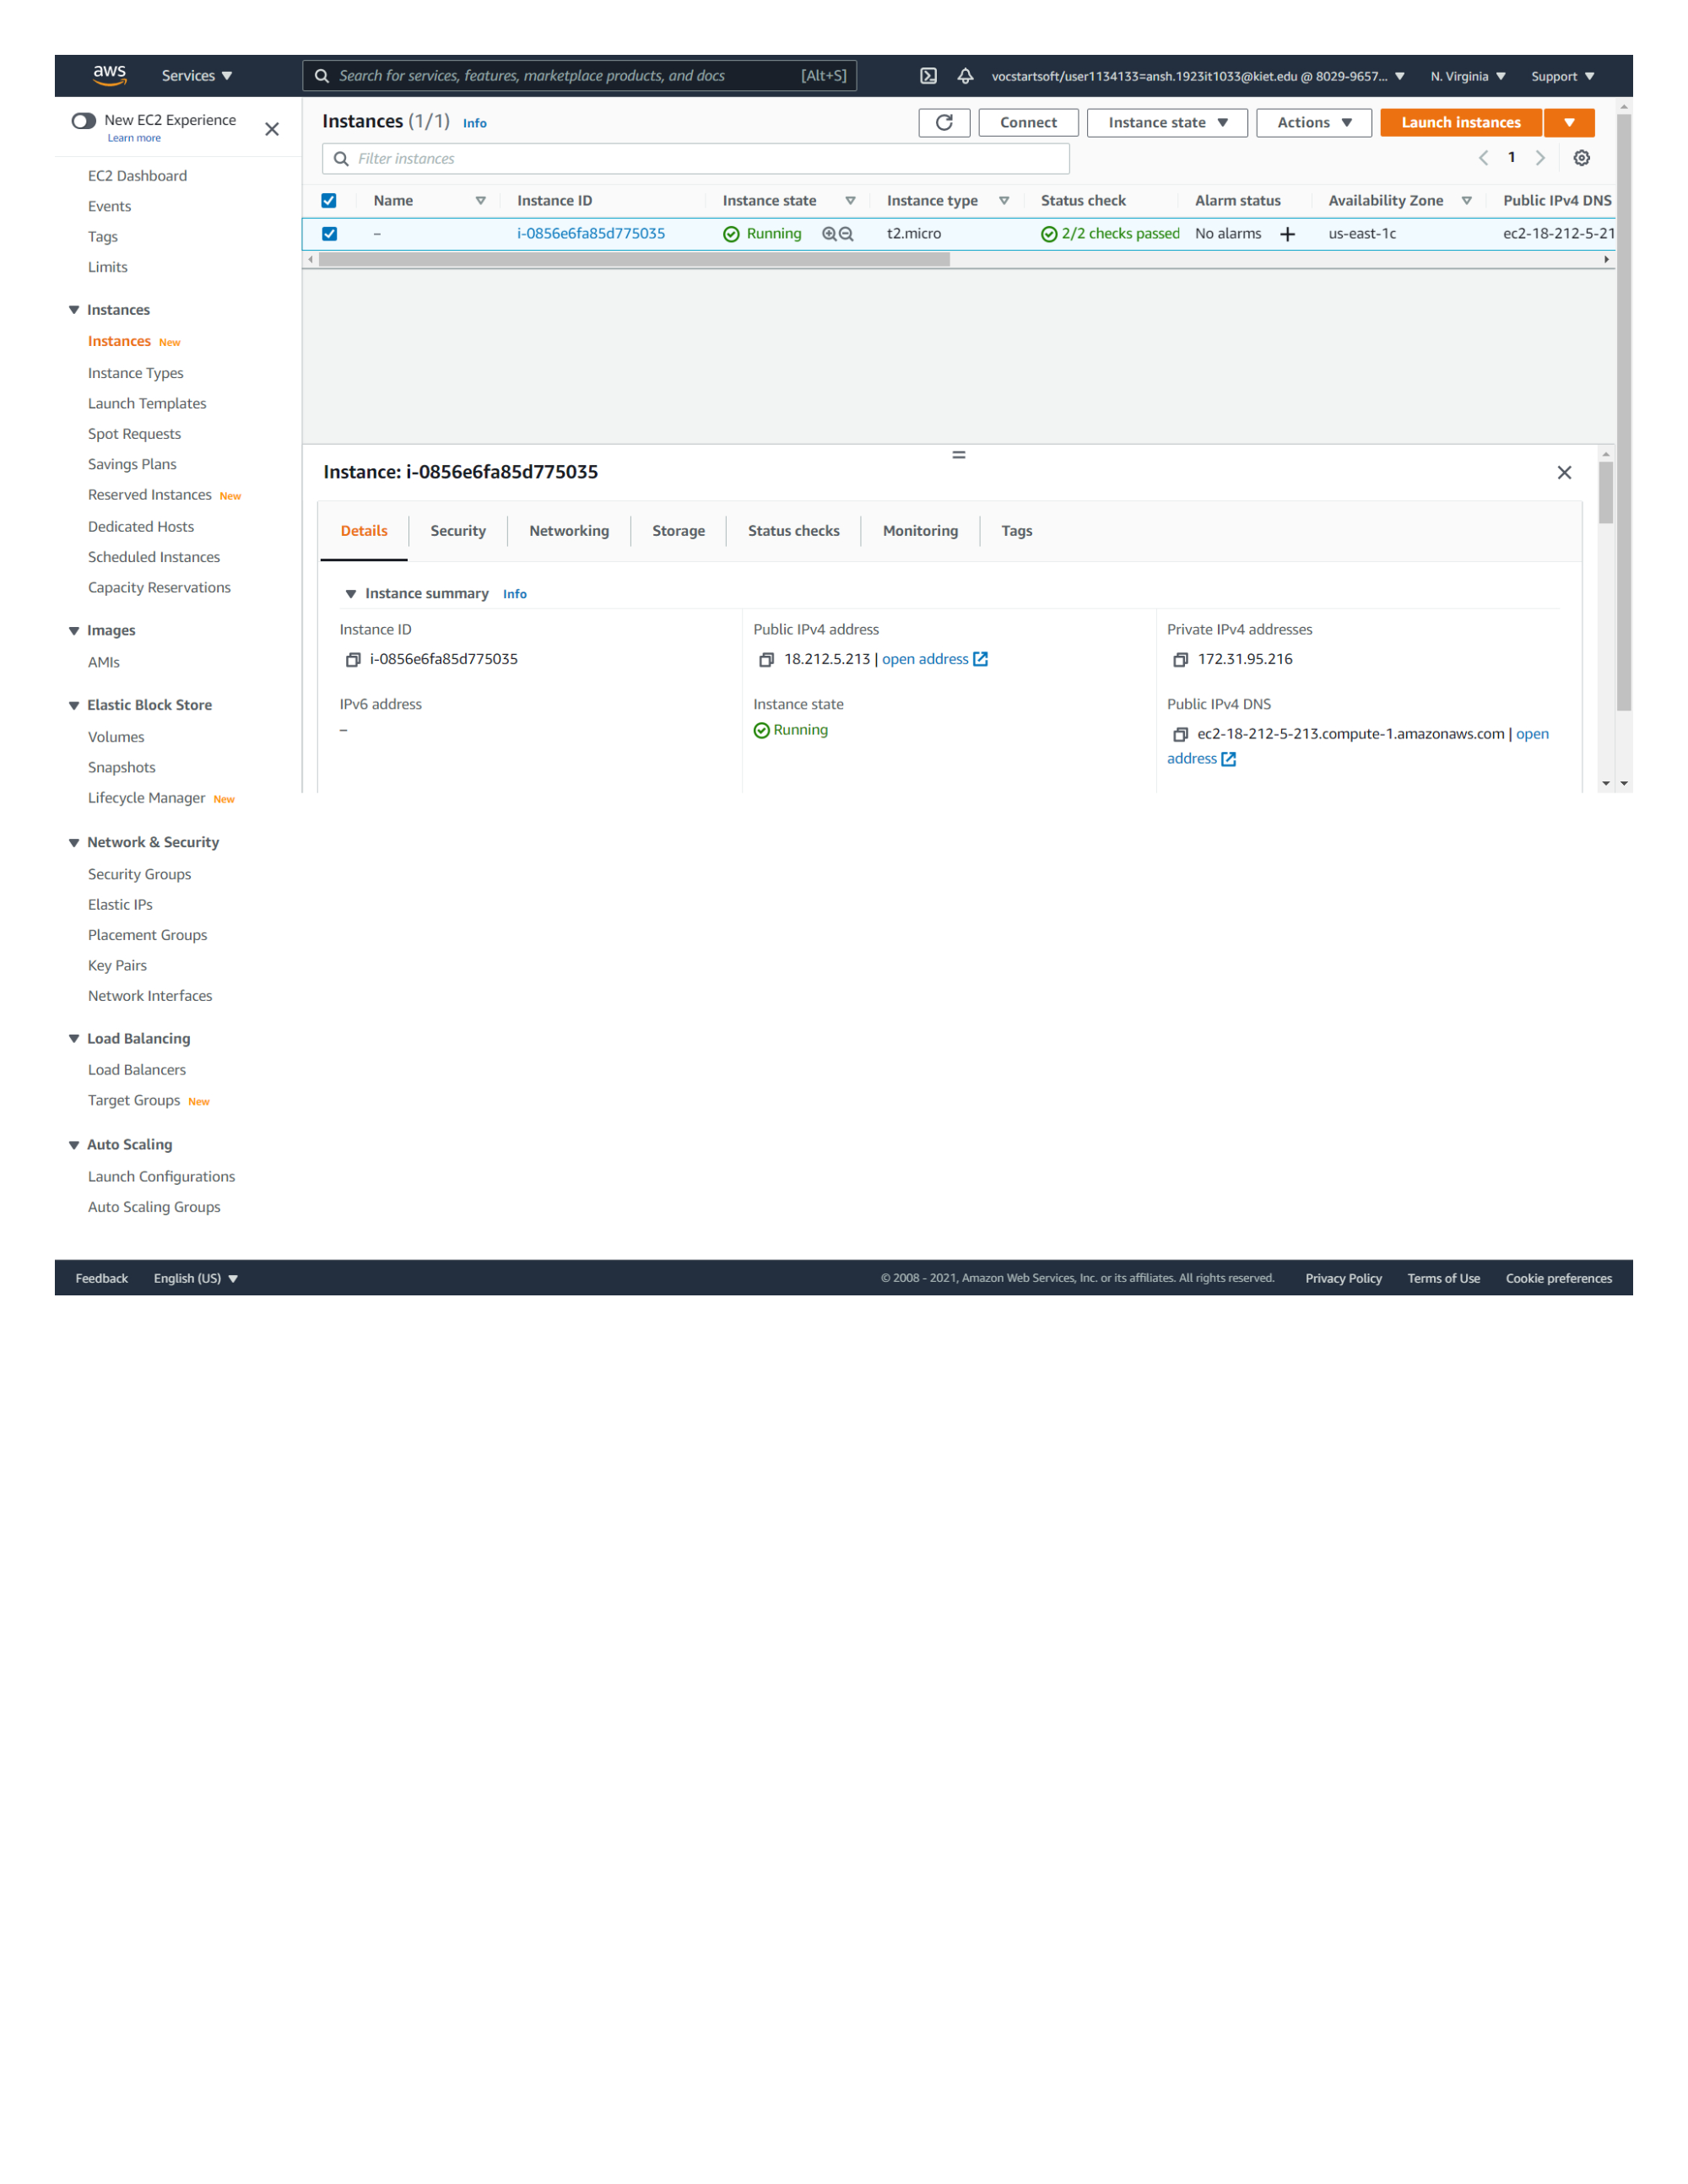 aws
Services
Search for services, features, marketplace products, and docs [Alt+S]
vocstartsoft/user1134133=ansh.1923it1033@kiet.edu @ 8029-9657...
N. Virginia
Support
New EC2 Experience
Learn more
EC2 Dashboard
Events
Tags
Limits
Instances
Instances New
Instance Types
Launch Templates
Spot Requests
Savings Plans
Reserved Instances New
Dedicated Hosts
Scheduled Instances
Capacity Reservations
Images
AMIs
Elastic Block Store
Volumes
Snapshots
Lifecycle Manager New
Network & Security
Security Groups
Elastic IPs
Placement Groups
Key Pairs
Network Interfaces
Load Balancing
Load Balancers
Target Groups New
Auto Scaling
Launch Configurations
Auto Scaling Groups
Instances (1/1) Info
Connect
Instance state
Actions
Launch instances
Filter instances
1
Name Instance ID Instance state Instance type Status check Alarm status Availability Zone Public IPv4 DNS
– i-0856e6fa85d775035 Running t2.micro 2/2 checks passed No alarms + us-east-1c ec2-18-212-5-21
Instance: i-0856e6fa85d775035
Details Security Networking Storage Status checks Monitoring Tags
Instance summary Info
Instance ID
i-0856e6fa85d775035
Public IPv4 address
18.212.5.213 | open address
Private IPv4 addresses
172.31.95.216
IPv6 address
–
Instance state
Running
Public IPv4 DNS
ec2-18-212-5-213.compute-1.amazonaws.com | open
address
Feedback English (US)
© 2008 - 2021, Amazon Web Services, Inc. or its affiliates. All rights reserved. Privacy Policy Terms of Use Cookie preferences